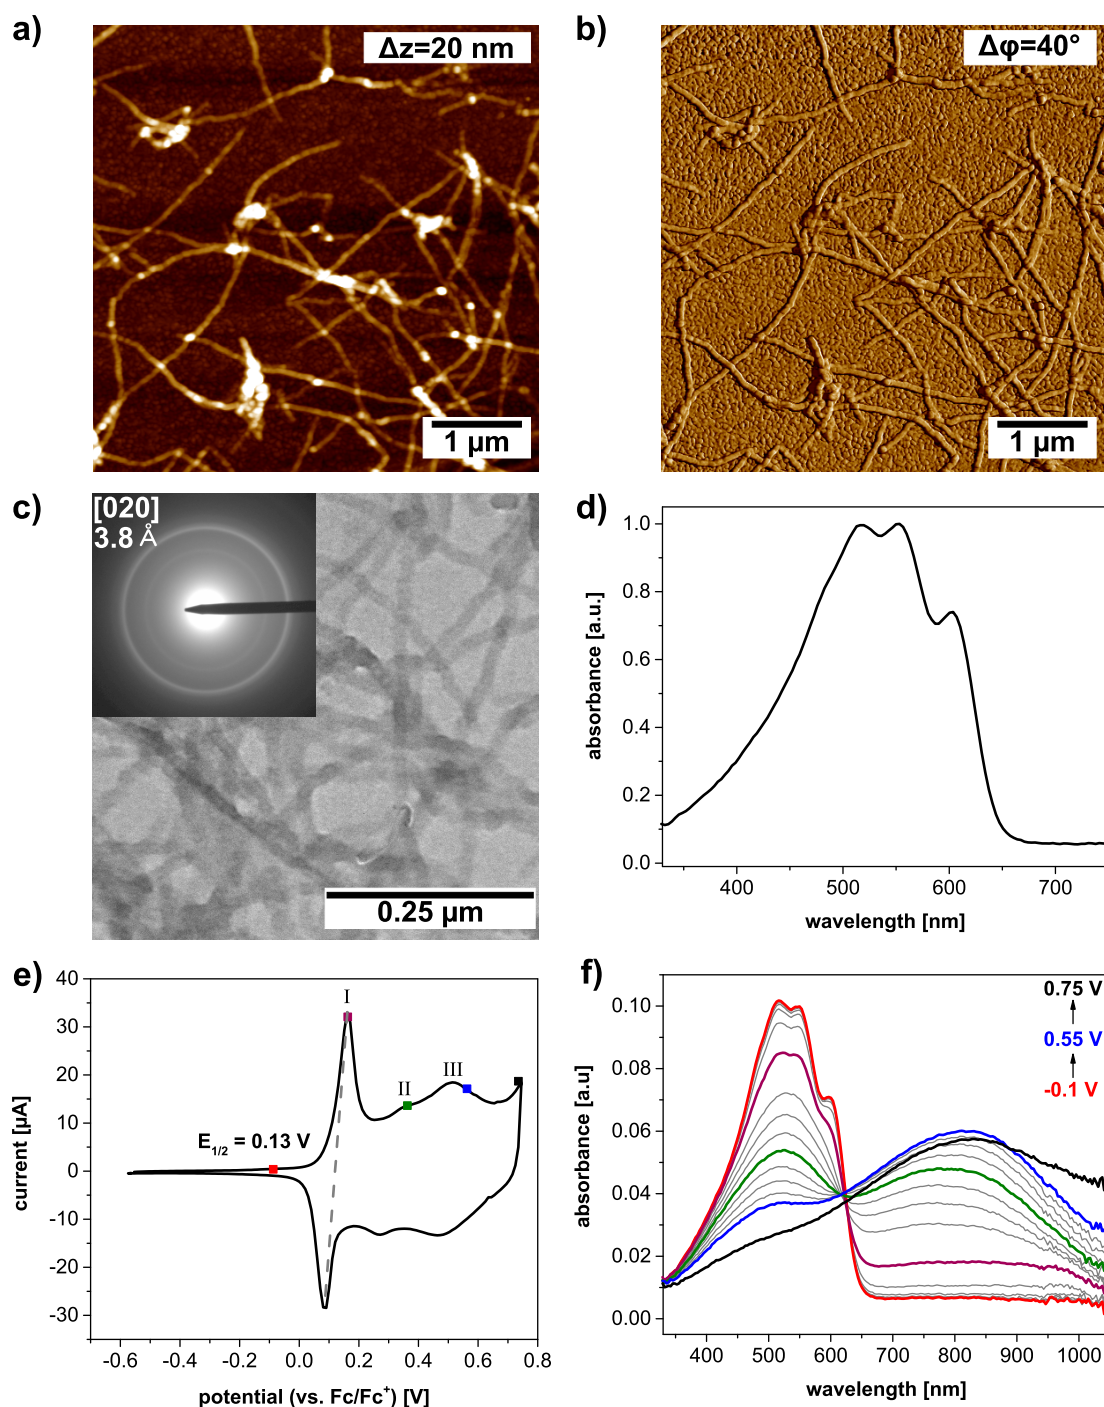 a)
Δz=20 nm
1 µm
b)
Δφ=40°
1 µm
c)
[020]
3.8 Å
0.25 µm
d)
1.0
0.8
0.6
0.4
0.2
0.0
absorbance [a.u.]
400
500
600
700
wavelength [nm]
e)
40
30
20
10
0
-10
-20
-30
current [µA]
I
II
III
E1/2 = 0.13 V
-0.6
-0.4
-0.2
0.0
0.2
0.4
0.6
0.8
potential (vs. Fc/Fc+) [V]
f)
0.10
0.08
0.06
0.04
0.02
0.00
absorbance [a.u]
0.75 V
0.55 V
-0.1 V
400
500
600
700
800
900
1000
wavelength [nm]